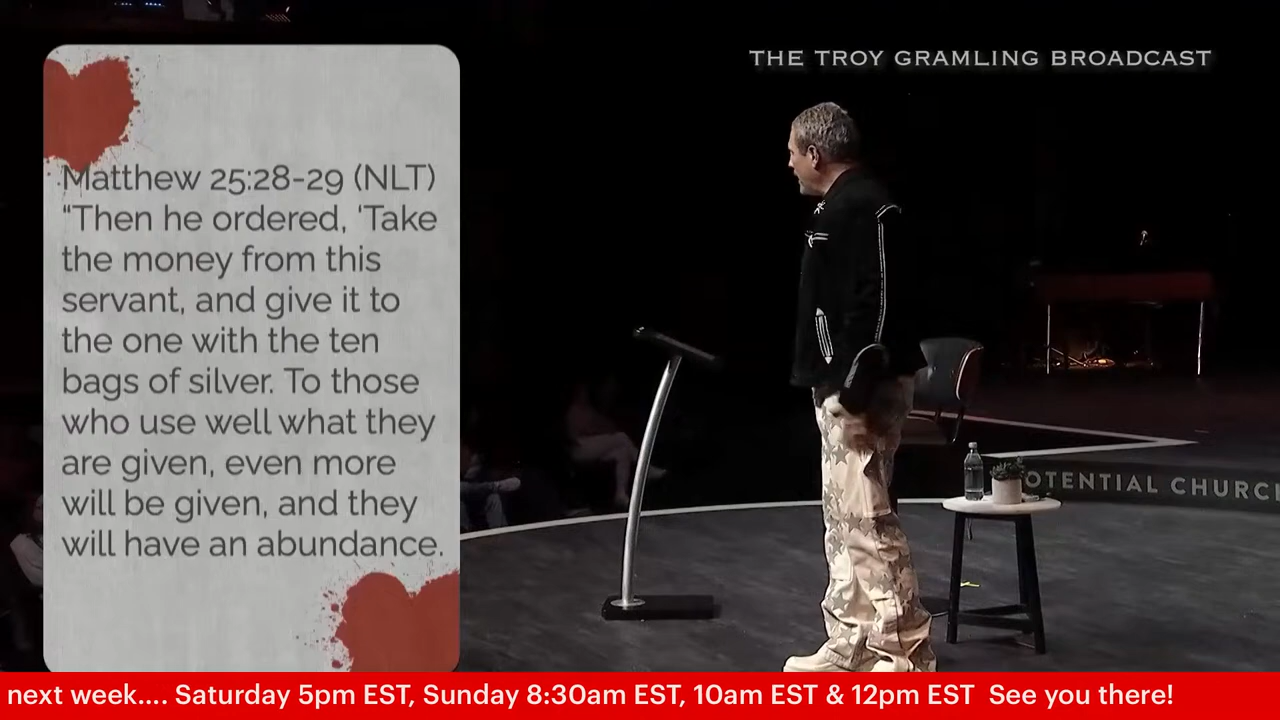 THE TROY GRAMLING BROADCAST
Matthew 25:28-29 (NLT)
“Then he ordered, ‘Take
the money from this
servant, and give it to
the one with the ten
bags of silver. To those
who use well what they
are given, even more
will be given, and they
will have an abundance.
OTENTIAL CHURCH
next week.... Saturday 5pm EST, Sunday 8:30am EST, 10am EST & 12pm EST See you there!